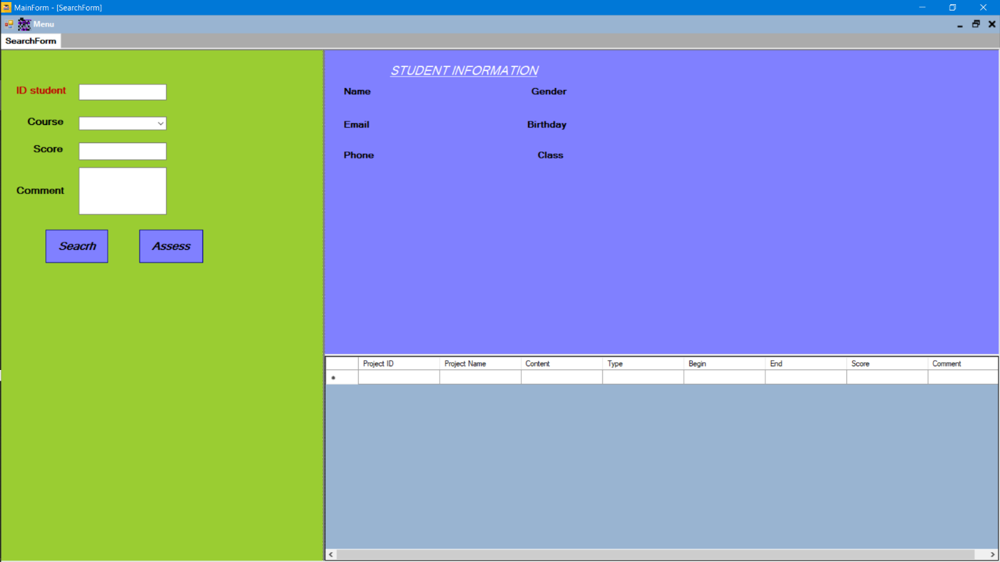 MainForm - [SearchForm]
Menu
SearchForm
ID student
Course
Score
Comment
Seacrh Assess
STUDENT INFORMATION
Name Gender
Email Birthday
Phone Class
Project ID Project Name Content Type Begin End Score Comment